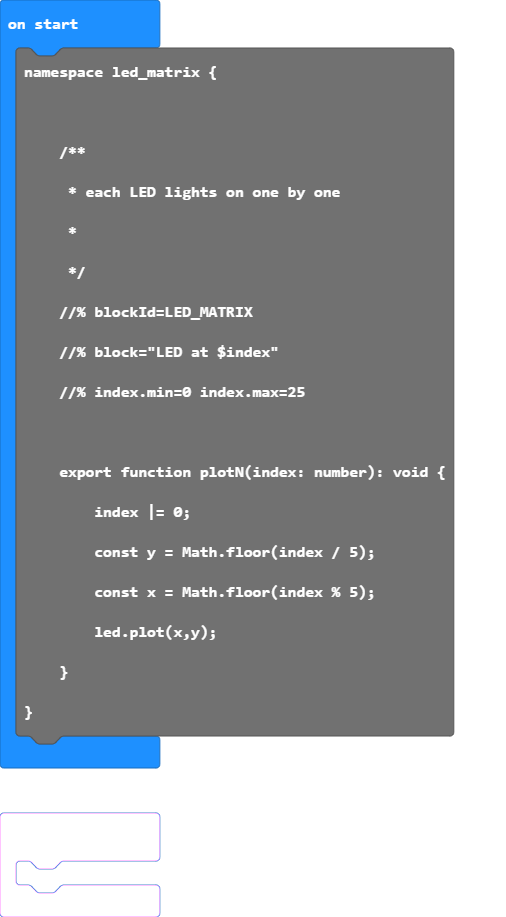 on start
namespace led_matrix {
/**
* each LED lights on one by one
*
*/
//% blockId=LED_MATRIX
//% block="LED at $index"
//% index.min=0 index.max=25
export function plotN(index: number): void {
index |= 0;
const y = Math.floor(index / 5);
const x = Math.floor(index % 5);
led.plot(x,y);
}
}